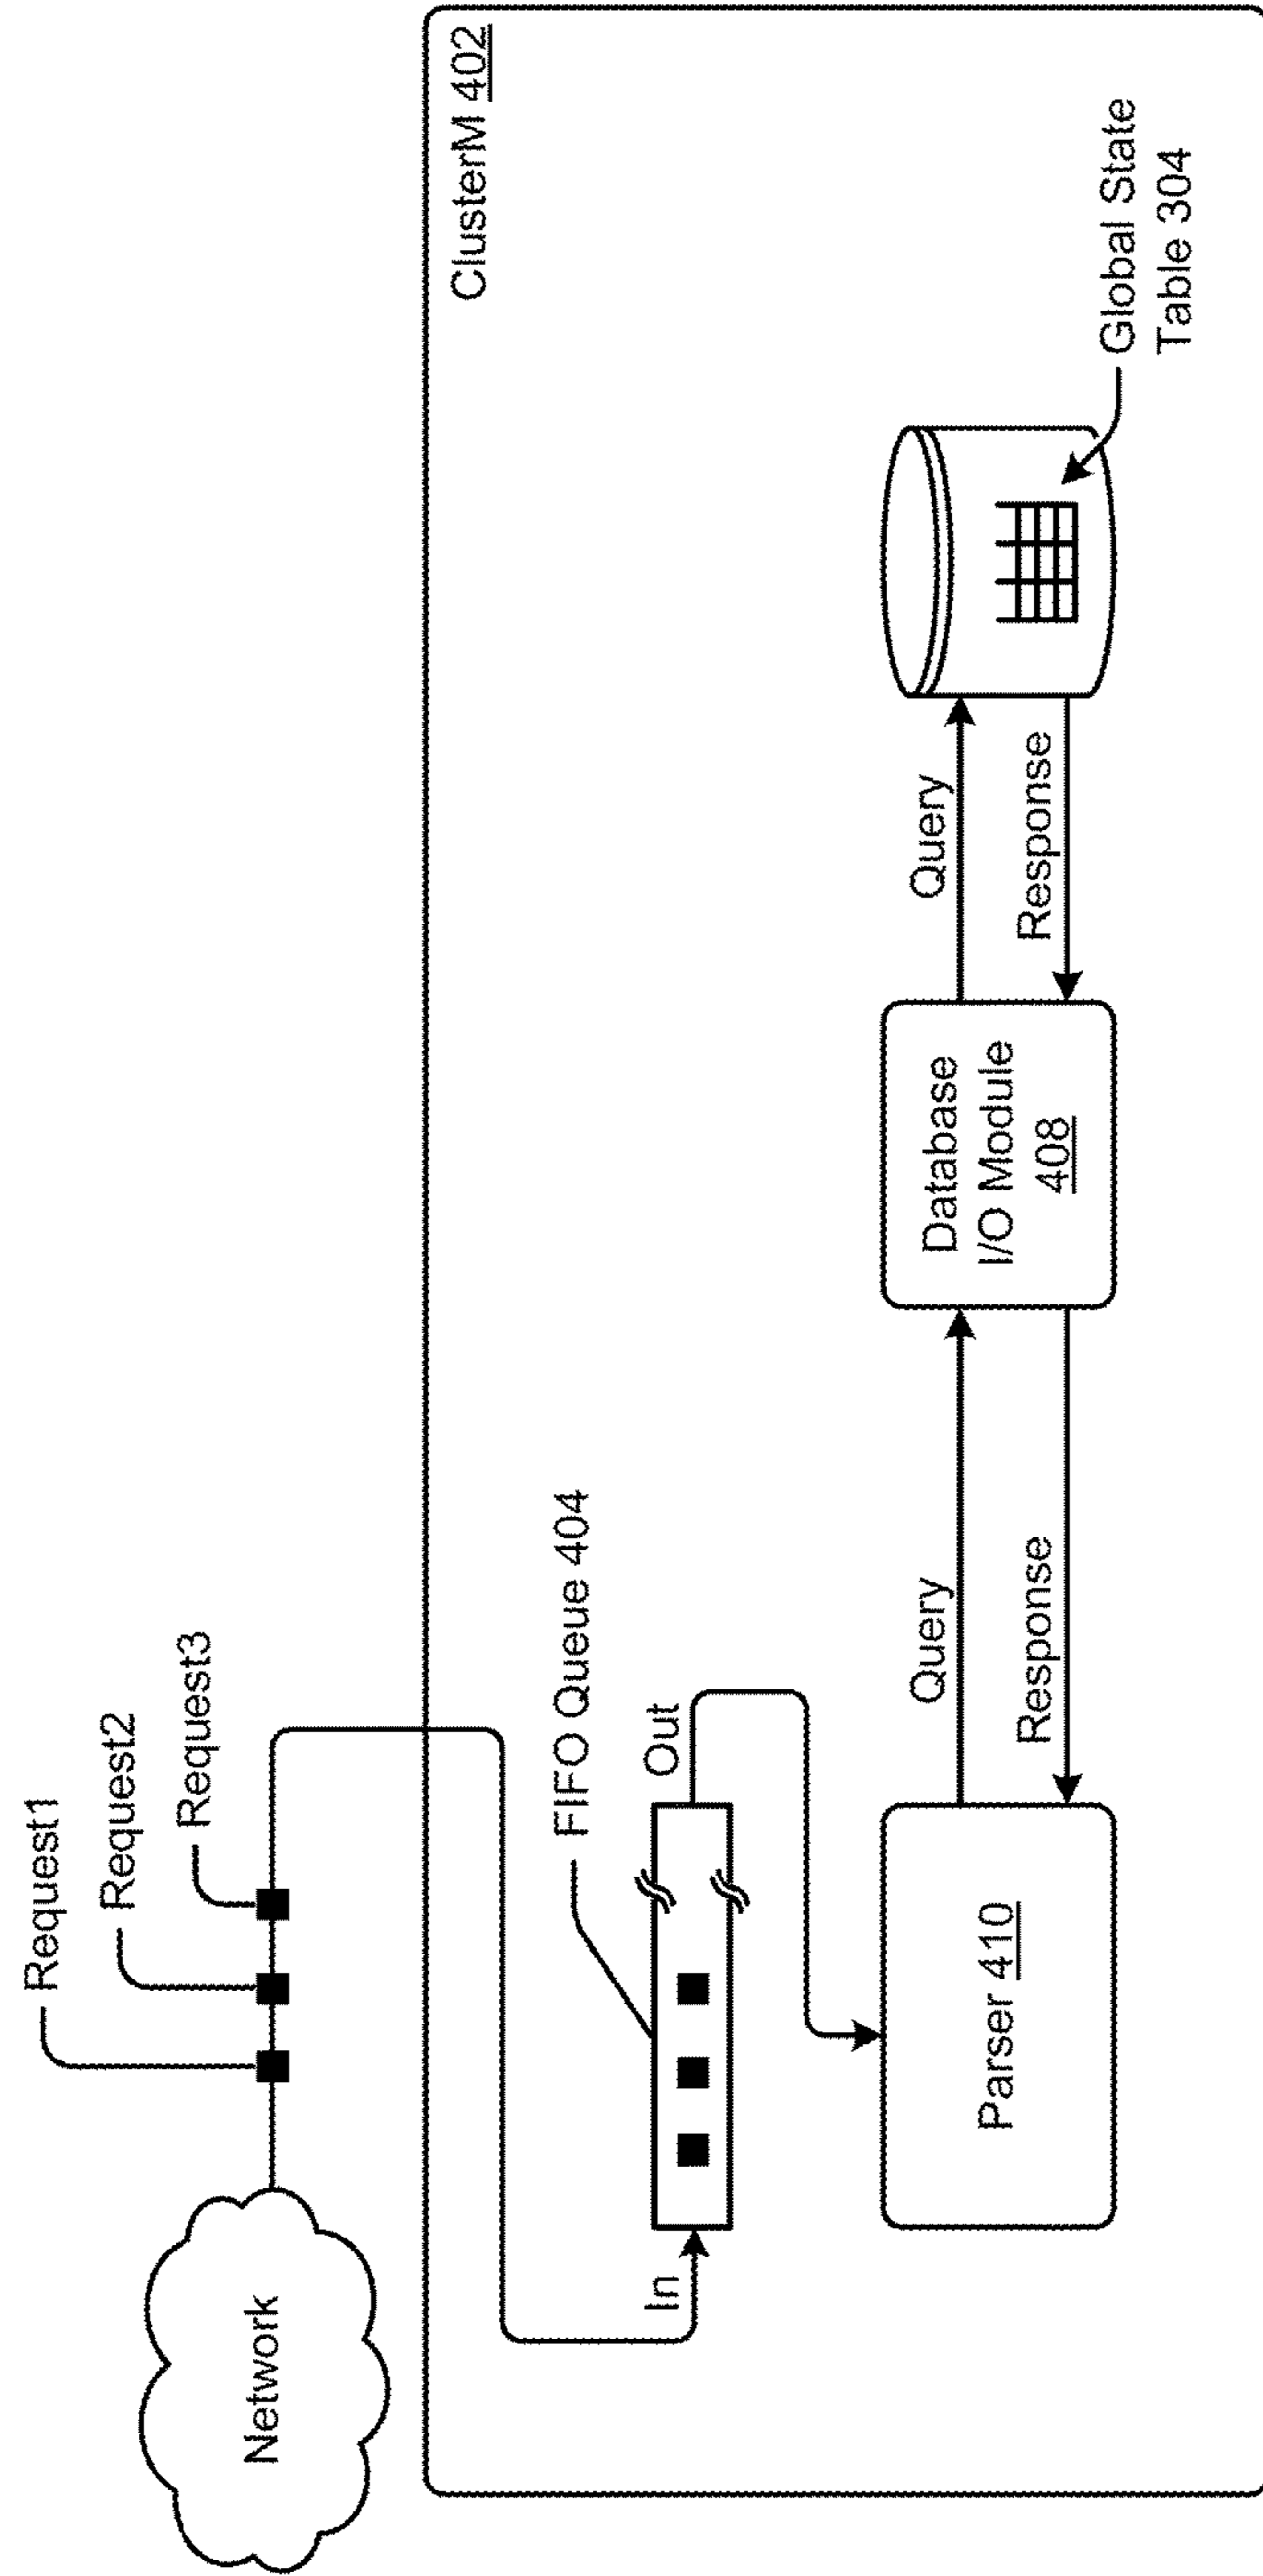 Request1
Request2
Request3
Network
ClusterM 402
FIFO Queue 404
In
Out
Parser 410
Query
Response
Database
I/O Module
408
Query
Response
Global State
Table 304